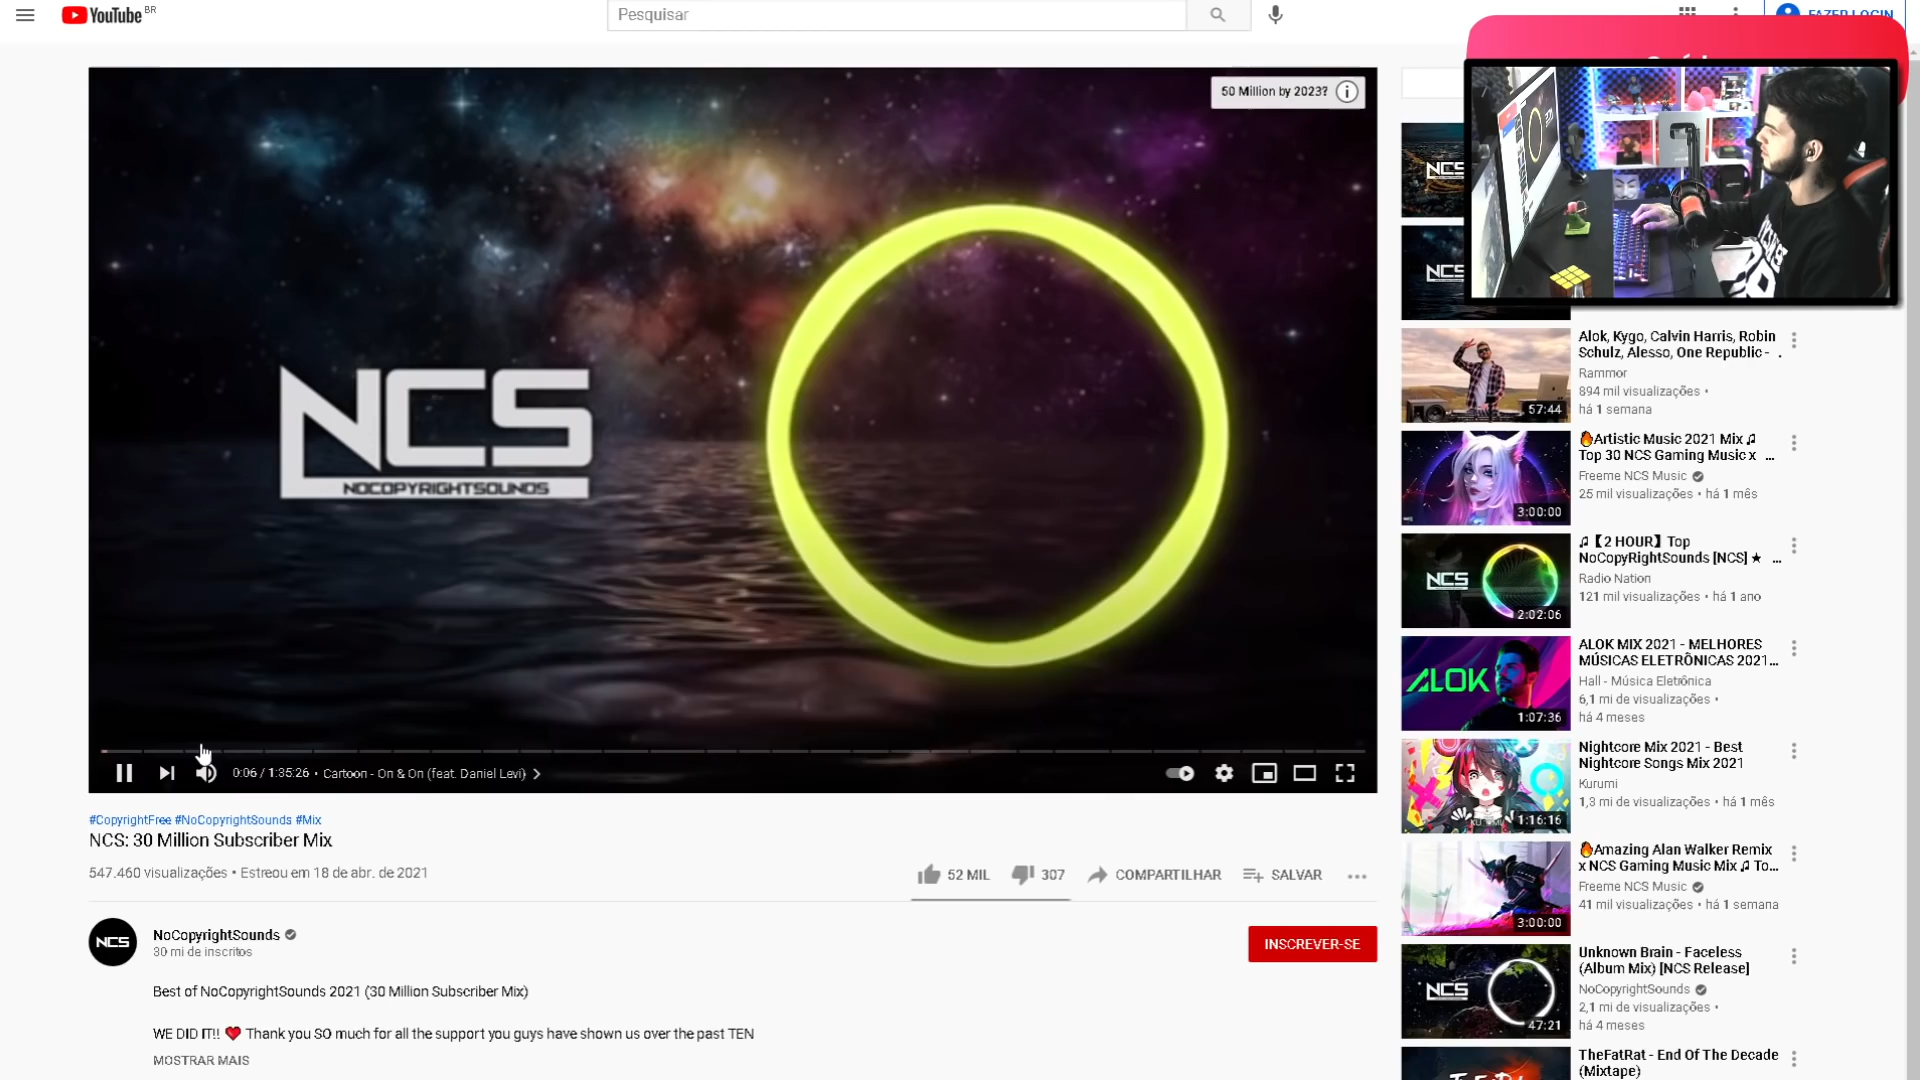 YouTube BR
Pesquisar
FAZER LOGIN
50 Million by 2023?
NCS
NOCOPYRIGHTSOUNDS
0:06 / 1:35:26 • Cartoon - On & On (feat. Daniel Levi)
#CopyrightFree #NoCopyrightSounds #Mix
NCS: 30 Million Subscriber Mix
547.460 visualizações • Estreou em 18 de abr. de 2021
52 MIL
307
COMPARTILHAR
SALVAR
NCS
NoCopyrightSounds
30 mi de inscritos
INSCREVER-SE
Best of NoCopyrightSounds 2021 (30 Million Subscriber Mix)
WE DID IT!! ❤ Thank you SO much for all the support you guys have shown us over the past TEN
MOSTRAR MAIS
NCS
NCS
57:44
Alok, Kygo, Calvin Harris, Robin
Schulz, Alesso, One Republic -
Rammor
894 mil visualizações •
há 1 semana
3:00:00
🔥Artistic Music 2021 Mix ♫
Top 30 NCS Gaming Music x ...
Freeme NCS Music
25 mil visualizações • há 1 mês
NCS
2:02:06
♫【2 HOUR】Top
NoCopyRightSounds [NCS] ★ ...
Radio Nation
121 mil visualizações • há 1 ano
ALOK
1:07:36
ALOK MIX 2021 - MELHORES
MÚSICAS ELETRÔNICAS 2021...
Hall - Música Eletrônica
6,1 mi de visualizações •
há 4 meses
1:16:16
Nightcore Mix 2021 - Best
Nightcore Songs Mix 2021
Kurumi
1,3 mi de visualizações • há 1 mês
3:00:00
🔥Amazing Alan Walker Remix
x NCS Gaming Music Mix ♫ To...
Freeme NCS Music
41 mil visualizações • há 1 semana
NCS
47:21
Unknown Brain - Faceless
(Album Mix) [NCS Release]
NoCopyrightSounds
2,1 mi de visualizações •
há 4 meses
TheFatRat - End Of The Decade
(Mixtape)